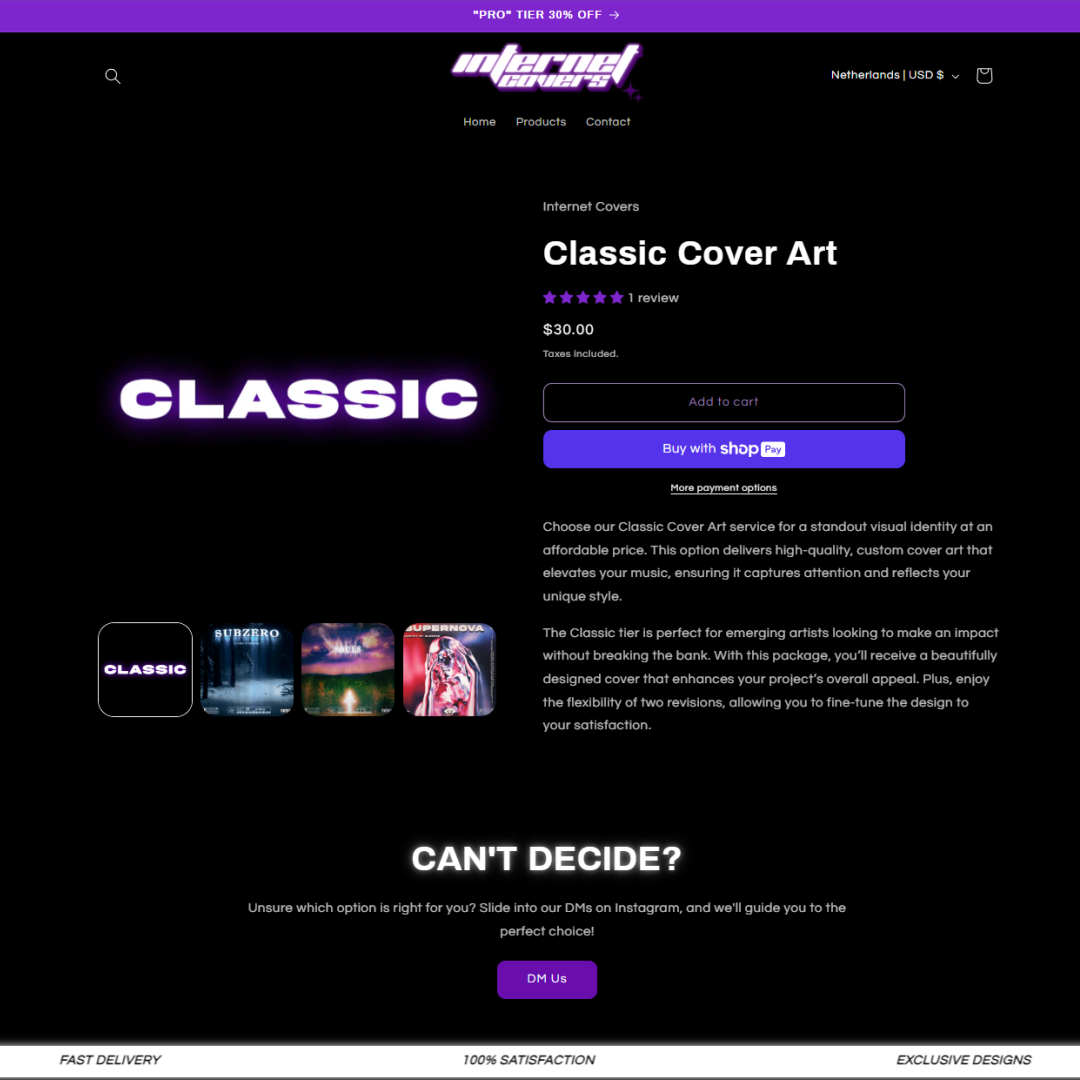 "PRO" TIER 30% OFF →
internet
covers
Netherlands | USD $
Home Products Contact
Internet Covers
Classic Cover Art
1 review
$30.00
Taxes included.
Add to cart
Buy with shop Pay
More payment options
CLASSIC
Choose our Classic Cover Art service for a standout visual identity at an
affordable price. This option delivers high-quality, custom cover art that
elevates your music, ensuring it captures attention and reflects your
unique style.
CLASSIC
SUBZERO
SOULS
SUPERNOVA
The Classic tier is perfect for emerging artists looking to make an impact
without breaking the bank. With this package, you’ll receive a beautifully
designed cover that enhances your project’s overall appeal. Plus, enjoy
the flexibility of two revisions, allowing you to fine-tune the design to
your satisfaction.
CAN'T DECIDE?
Unsure which option is right for you? Slide into our DMs on Instagram, and we'll guide you to the
perfect choice!
DM Us
FAST DELIVERY 100% SATISFACTION EXCLUSIVE DESIGNS